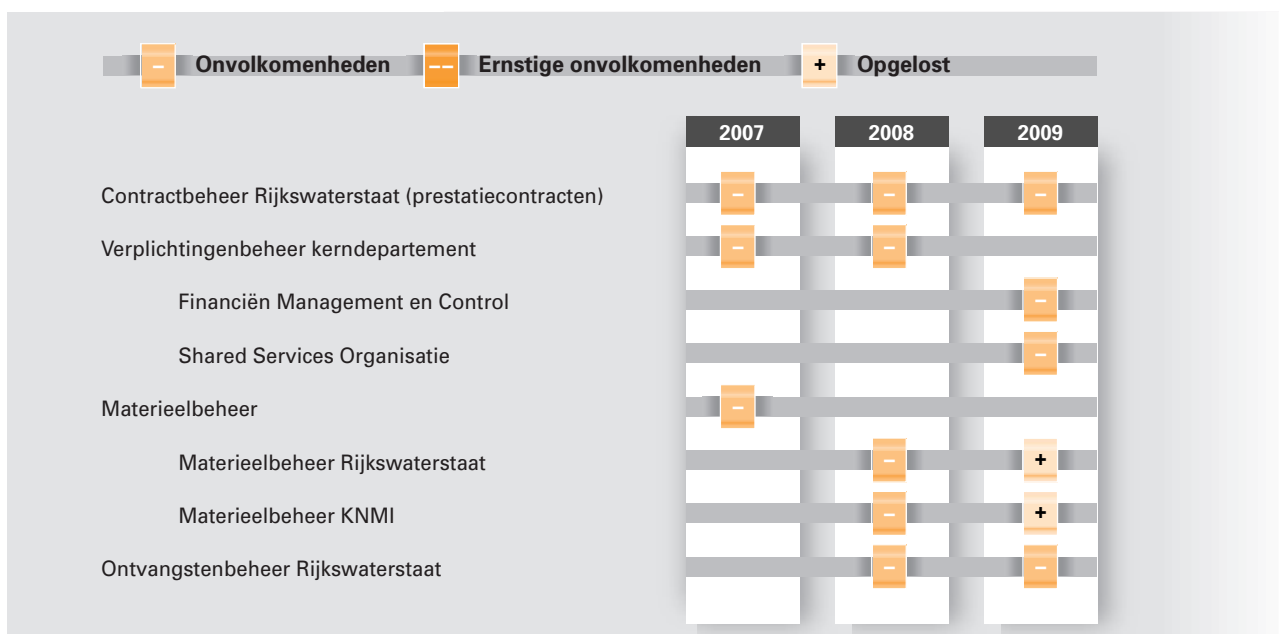 – Onvolkomenheden –– Ernstige onvolkomenheden + Opgelost
2007 2008 2009
Contractbeheer Rijkswaterstaat (prestatiecontracten) – – –
Verplichtingenbeheer kerndepartement – –
Financiën Management en Control –
Shared Services Organisatie –
Materieelbeheer –
Materieelbeheer Rijkswaterstaat – +
Materieelbeheer KNMI – +
Ontvangstenbeheer Rijkswaterstaat – –